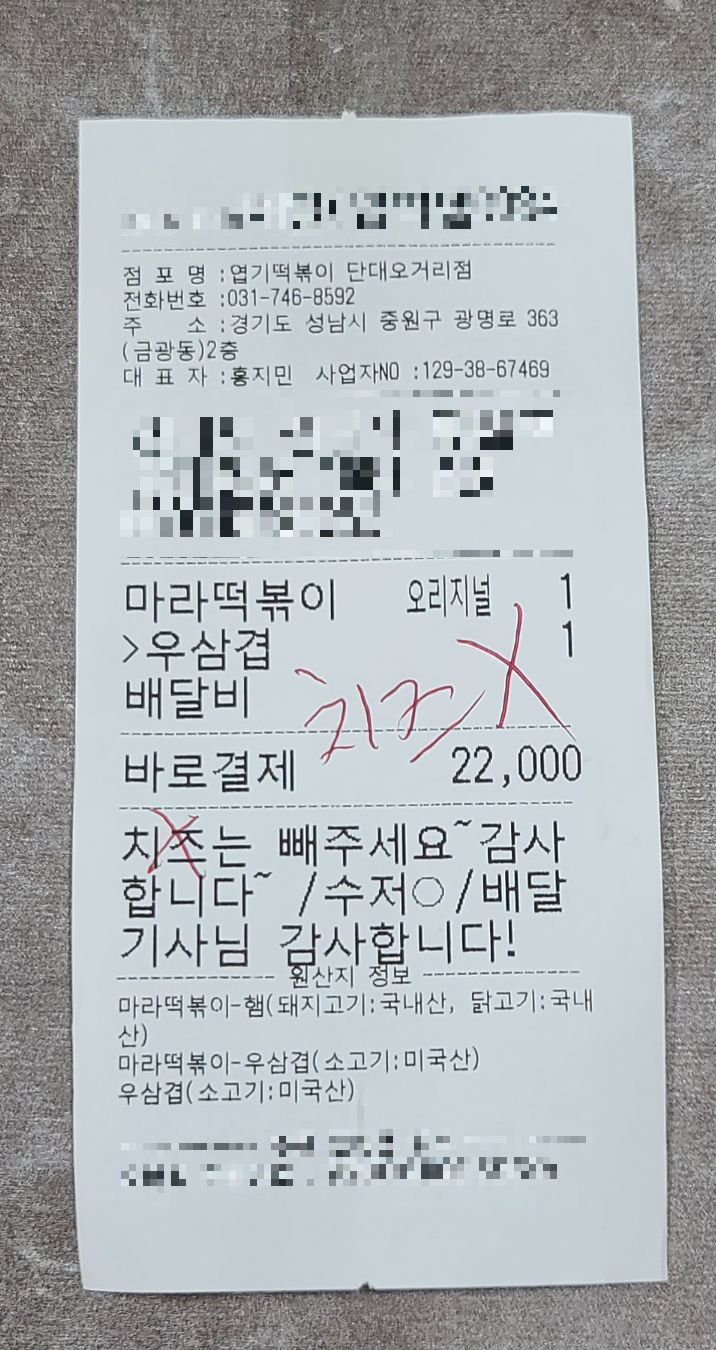 점 포 명 :엽기떡볶이 단대오거리점
전화번호 :031-746-8592
주 소 :경기도 성남시 중원구 광명로 363
(금광동)2층
대 표 자 :홍지민 사업자NO :129-38-67469
마라떡볶이 오리지널 1
>우삼겹 1
배달비
치즈 X
바로결제 22,000
치즈는 빼주세요~감사
합니다~ /수저○/배달
기사님 감사합니다!
원산지 정보
마라떡볶이-햄(돼지고기:국내산, 닭고기:국내
산)
마라떡볶이-우삼겹(소고기:미국산)
우삼겹(소고기:미국산)